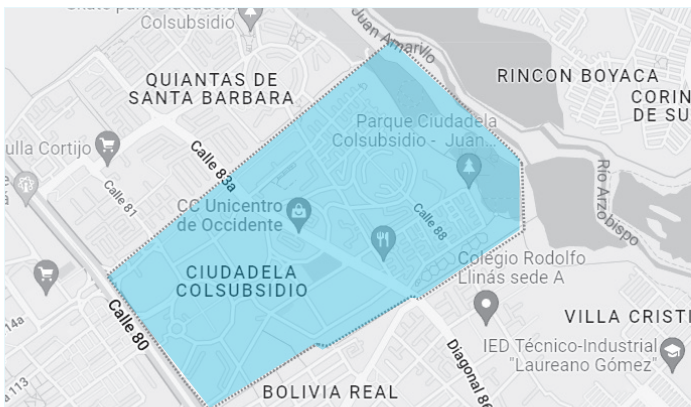 Colsubsidio
Juan Amarillo
QUIANTAS DE
SANTA BARBARA
RINCON BOYACA
CORIN
DE SU
Parque Ciudadela
Colsubsidio - Juan...
ulla Cortijo
Calle 83a
Calle 81
Río Arzo
bispo
CC Unicentro
de Occidente
Calle 88
CIUDADELA
COLSUBSIDIO
Colegio Rodolfo
Llinás sede A
Calle 80
VILLA CRISTI
14a
IED Técnico-Industrial
"Laureano Gómez"
Diagonal 86
a 113
BOLIVIA REAL